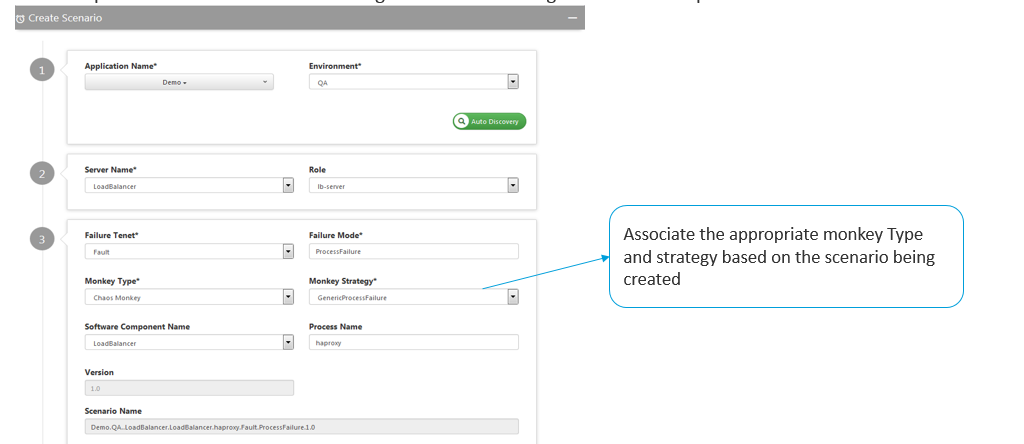 Create Scenario
1
Application Name*
Environment*
Demo
QA
Auto Discovery
2
Server Name*
Role
LoadBalancer
lb-server
3
Failure Tenet*
Failure Mode*
Fault
ProcessFailure
Monkey Type*
Monkey Strategy*
Chaos Monkey
GenericProcessFailure
Software Component Name
Process Name
LoadBalancer
haproxy
Version
1.0
Scenario Name
Demo.QA..LoadBalancer.LoadBalancer.haproxy.Fault.ProcessFailure.1.0
Associate the appropriate monkey Type
and strategy based on the scenario being
created